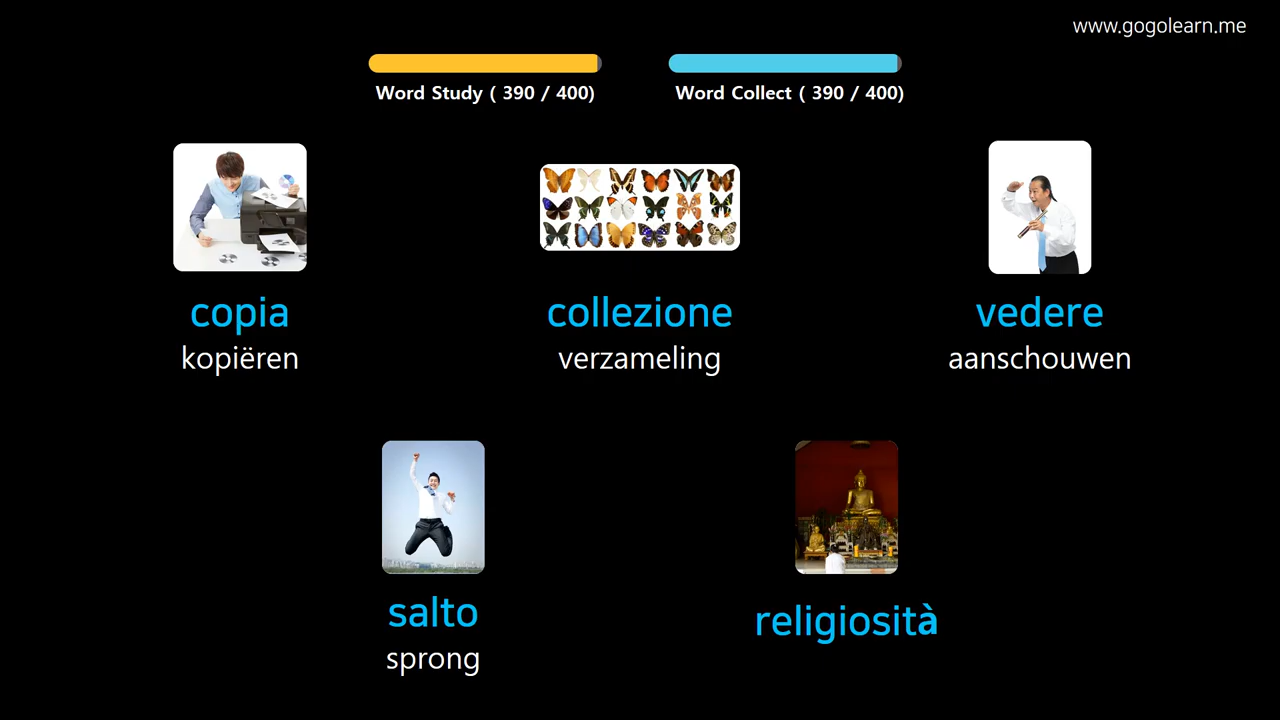 www.gogolearn.me
Word Study ( 390 / 400)
Word Collect ( 390 / 400)
copia
kopiëren
collezione
verzameling
vedere
aanschouwen
salto
sprong
religiosità